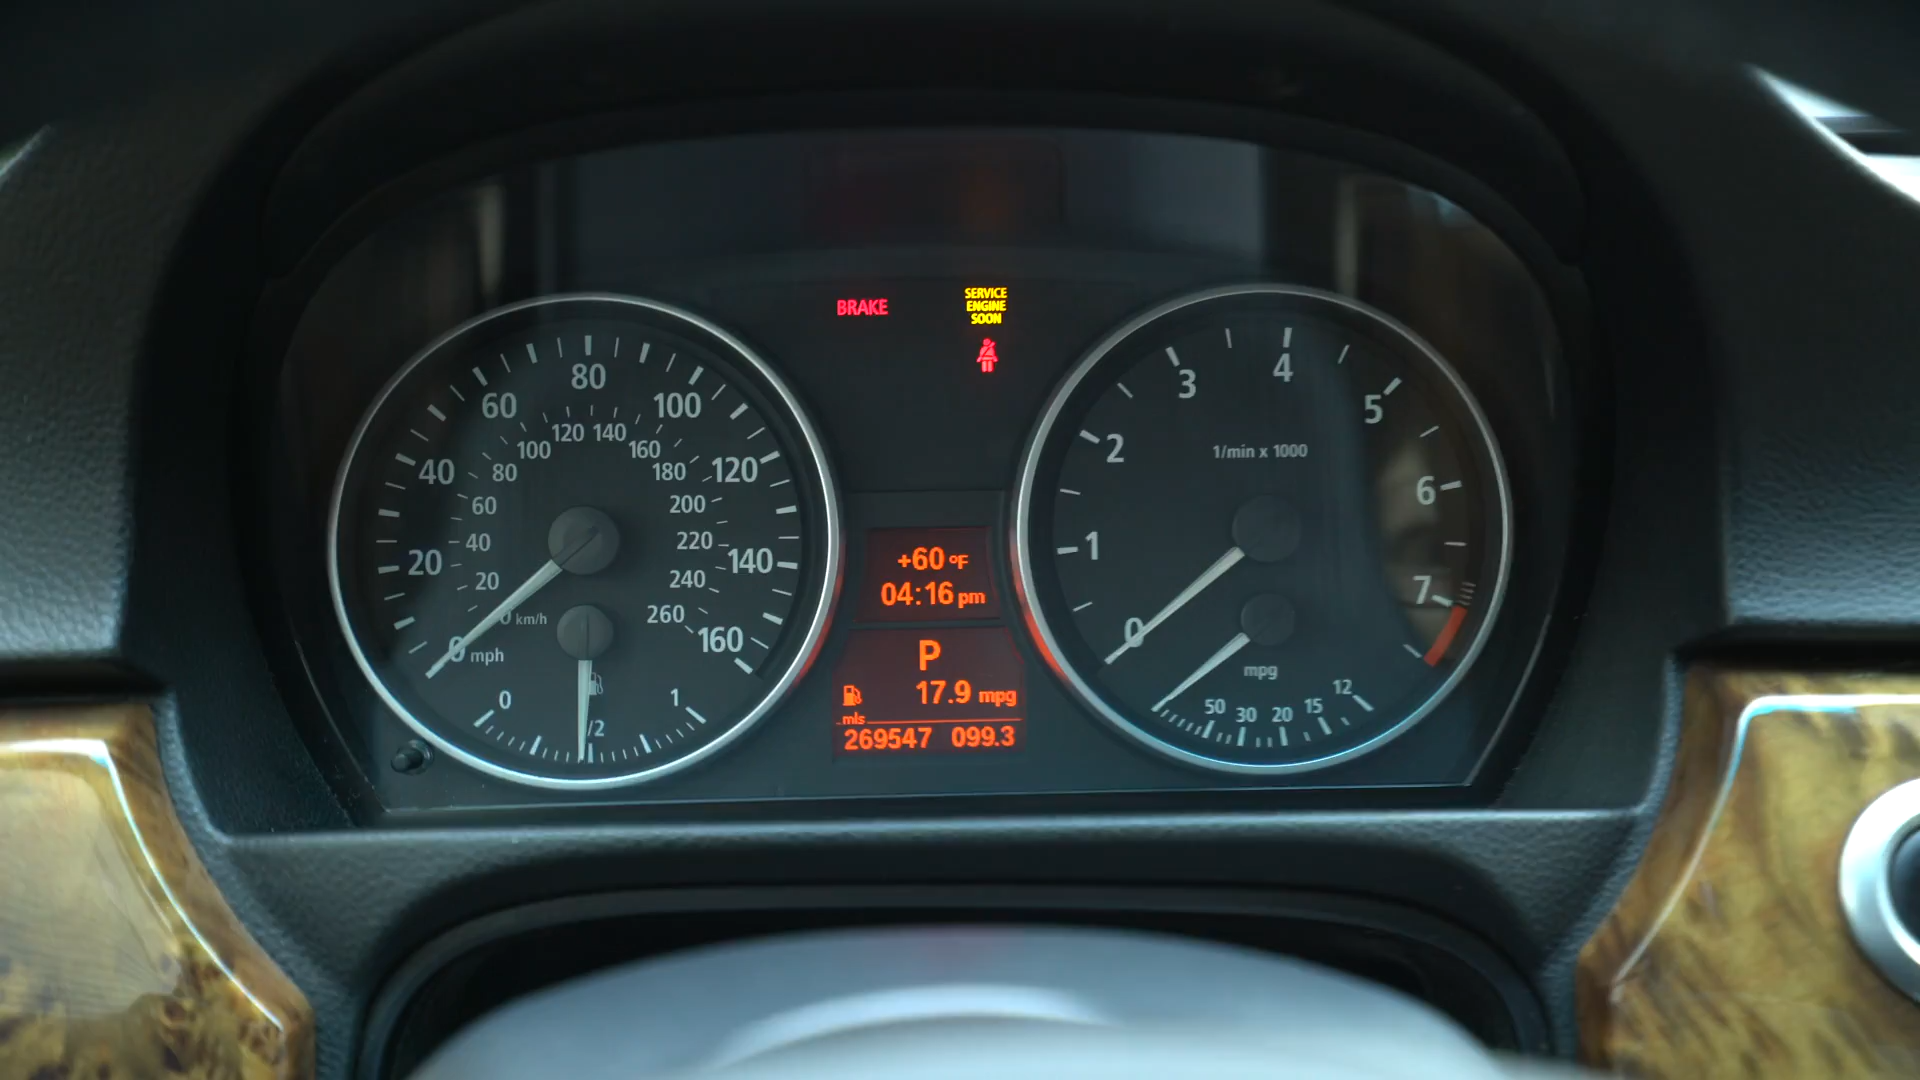 BRAKE
SERVICE
ENGINE
SOON
0 20 40 60 80 100 120 140 160
mph
20 40 60 80 100 120 140 160 180 200 220 240 260
0 km/h
0 /2 1
+60 °F
04:16 pm
P
17.9 mpg
mls
269547 099.3
0 1 2 3 4 5 6 7
1/min x 1000
mpg
50 30 20 15 12